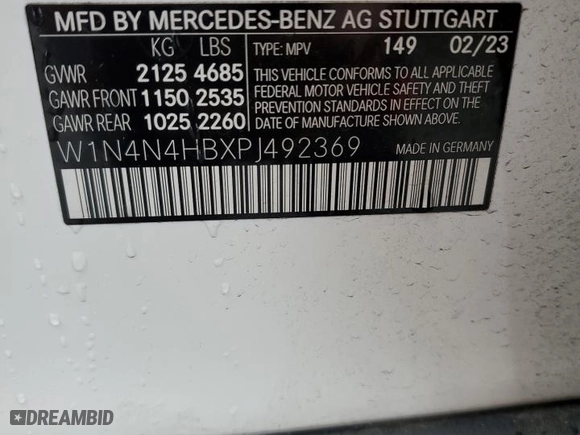 MFD BY MERCEDES-BENZ AG STUTTGART
KG LBS TYPE: MPV 149 02/23
GVWR 2125 4685
GAWR FRONT 1150 2535
GAWR REAR 1025 2260
THIS VEHICLE CONFORMS TO ALL APPLICABLE
FEDERAL MOTOR VEHICLE SAFETY AND THEFT
PREVENTION STANDARDS IN EFFECT ON THE
DATE OF MANUFACTURE SHOWN ABOVE.
W1N4N4HBXPJ492369
MADE IN GERMANY
DREAMBID